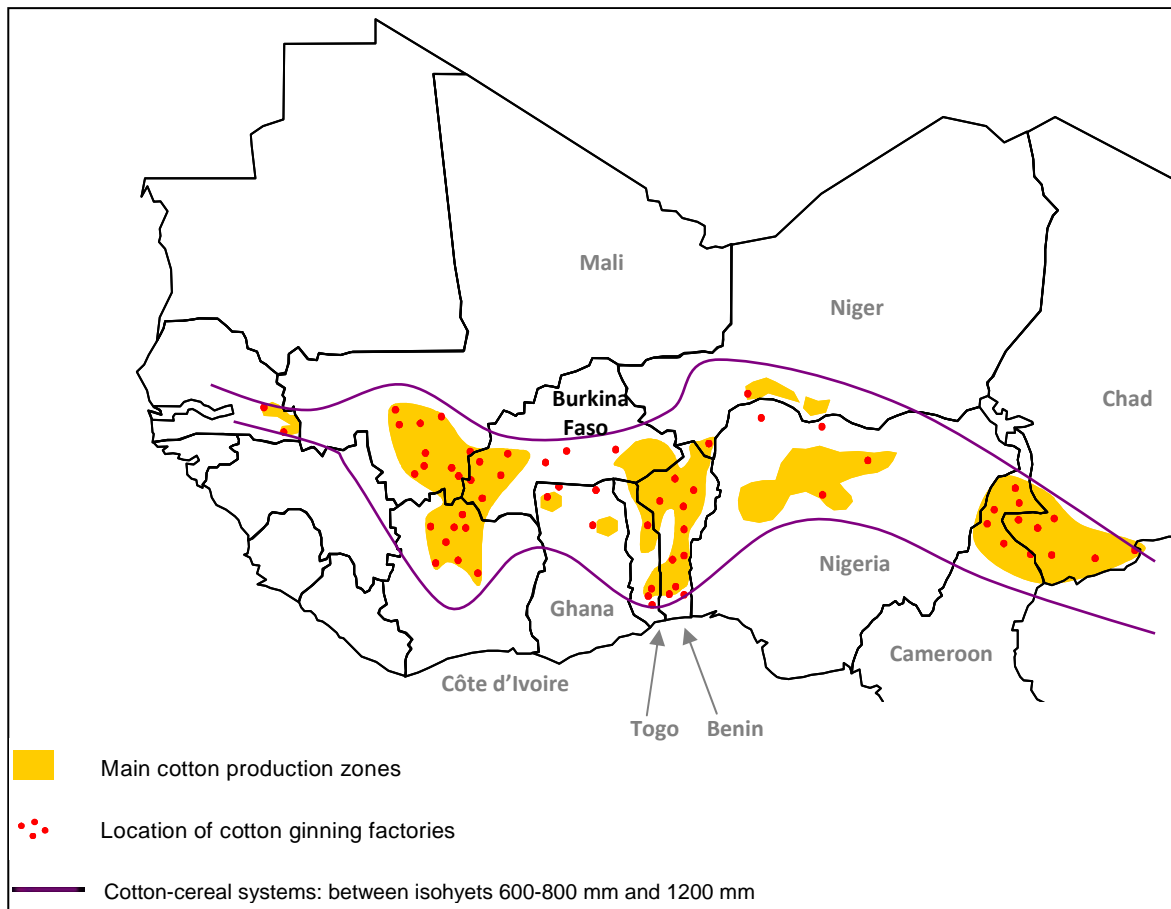 Mali
Niger
Chad
Burkina
Faso
Nigeria
Ghana
Cameroon
Côte d’Ivoire
Togo
Benin
Main cotton production zones
Location of cotton ginning factories
Cotton-cereal systems: between isohyets 600-800 mm and 1200 mm